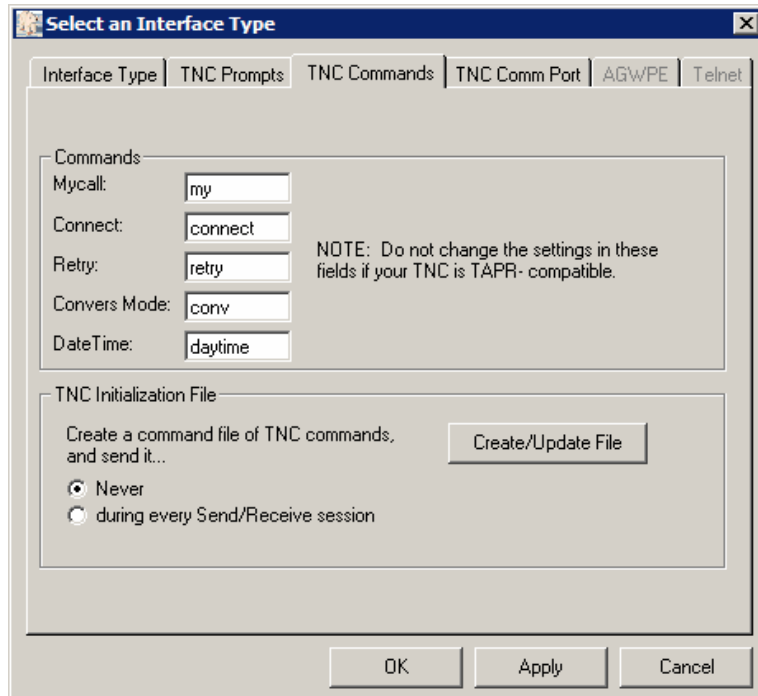 Select an Interface Type
Interface Type TNC Prompts TNC Commands TNC Comm Port AGWPE Telnet
Commands
Mycall: my
Connect: connect
Retry: retry
Convers Mode: conv
DateTime: daytime
NOTE: Do not change the settings in these
fields if your TNC is TAPR- compatible.
TNC Initialization File
Create a command file of TNC commands,
and send it...
Create/Update File
Never
during every Send/Receive session
OK Apply Cancel